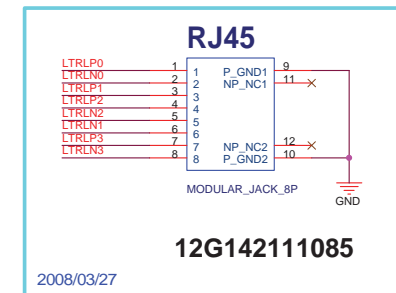 RJ45
LTRLP0 1 1 P_GND1 9
LTRLN0 2 2 NP_NC1 11
LTRLP1 3 3
LTRLP2 4 4
LTRLN2 5 5
LTRLN1 6 6
LTRLP3 7 7 NP_NC2 12
LTRLN3 8 8 P_GND2 10
MODULAR_JACK_8P
GND
12G142111085
2008/03/27